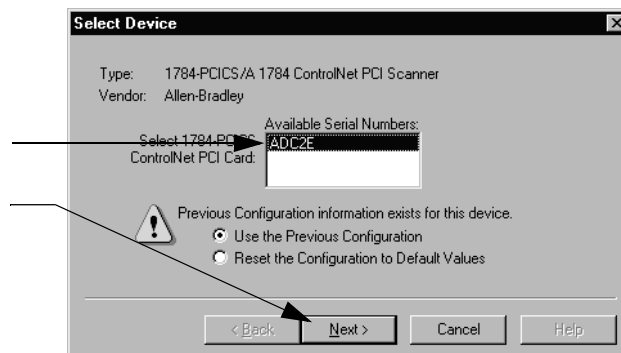 Select Device
Type: 1784-PCICS/A 1784 ControlNet PCI Scanner
Vendor: Allen-Bradley
Available Serial Numbers:
Select 1784-PCICS
ControlNet PCI Card:
ADC2E
Previous Configuration information exists for this device.
Use the Previous Configuration
Reset the Configuration to Default Values
< Back
Next >
Cancel
Help